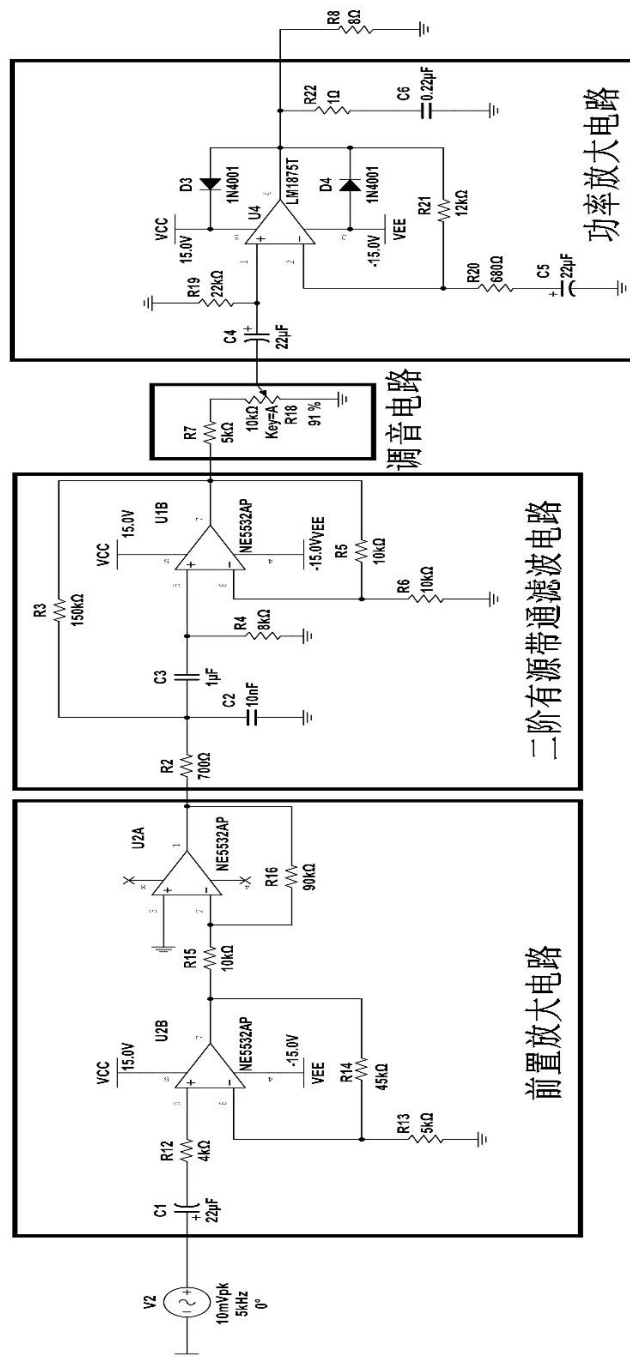 V2
10mVpk
5kHz
0°
C1
22μF
R12
4kΩ
VCC
15.0V
U2B
NE5532AP
-15.0V
VEE
R14
45kΩ
R13
5kΩ
R15
10kΩ
U2A
NE5532AP
R16
90kΩ
前置放大电路
R2
700Ω
C2
10nF
C3
1μF
R4
8kΩ
R3
150kΩ
VCC
15.0V
U1B
NE5532AP
-15.0V
VEE
R5
10kΩ
R6
10kΩ
二阶有源带通滤波电路
R7
5kΩ
10kΩ
Key=A
R18
91 %
调音电路
C4
22μF
R19
22kΩ
VCC
15.0V
U4
LM1875T
D3
1N4001
D4
1N4001
-15.0V
VEE
R21
12kΩ
R20
680Ω
C5
22μF
R22
1Ω
C6
0.22μF
功率放大电路
R8
8Ω